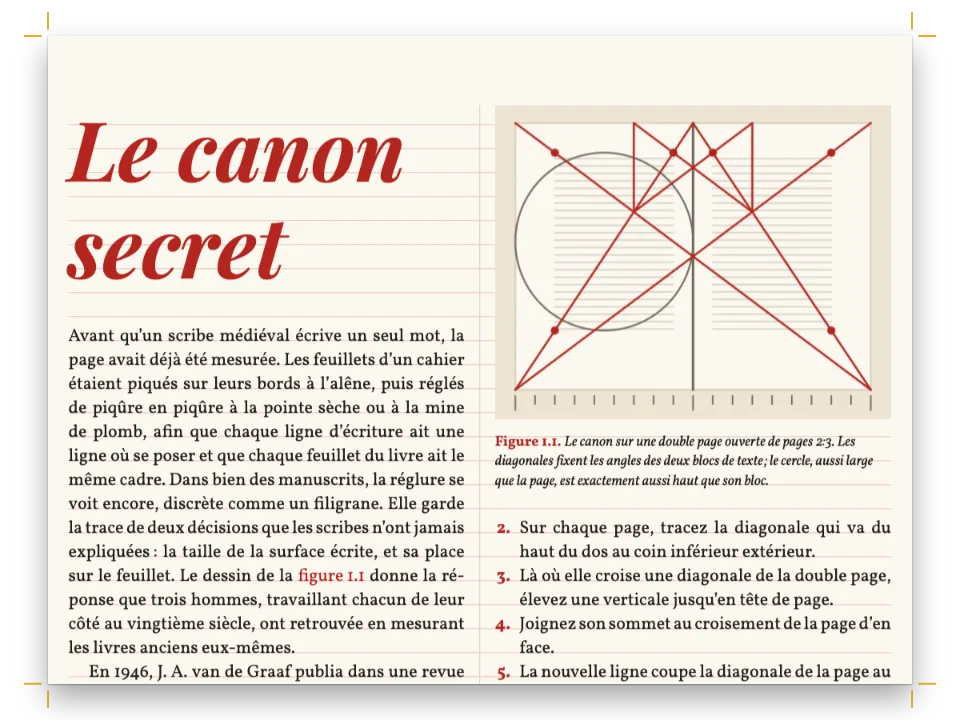 Le canon
secret
Avant qu’un scribe médiéval écrive un seul mot, la
page avait déjà été mesurée. Les feuillets d’un cahier
étaient piqués sur leurs bords à l’alêne, puis réglés
de piqûre en piqûre à la pointe sèche ou à la mine
de plomb, afin que chaque ligne d’écriture ait une
ligne où se poser et que chaque feuillet du livre ait le
même cadre. Dans bien des manuscrits, la réglure se
voit encore, discrète comme un filigrane. Elle garde
la trace de deux décisions que les scribes n’ont jamais
expliquées : la taille de la surface écrite, et sa place
sur le feuillet. Le dessin de la figure 1.1 donne la ré-
ponse que trois hommes, travaillant chacun de leur
côté au vingtième siècle, ont retrouvée en mesurant
les livres anciens eux-mêmes.
En 1946, J. A. van de Graaf publia dans une revue
Figure 1.1. Le canon sur une double page ouverte de pages 2:3. Les
diagonales fixent les angles des deux blocs de texte ; le cercle, aussi large
que la page, est exactement aussi haut que son bloc.
2. Sur chaque page, tracez la diagonale qui va du
haut du dos au coin inférieur extérieur.
3. Là où elle croise une diagonale de la double page,
élevez une verticale jusqu’en tête de page.
4. Joignez son sommet au croisement de la page d’en
face.
5. La nouvelle ligne coupe la diagonale de la page au